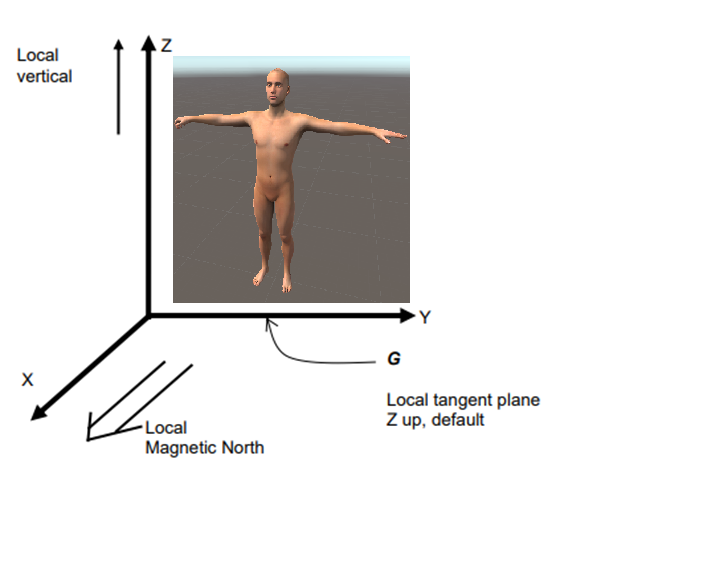 Z
Local
vertical
Y
G
X
Local tangent plane
Z up, default
Local
Magnetic North